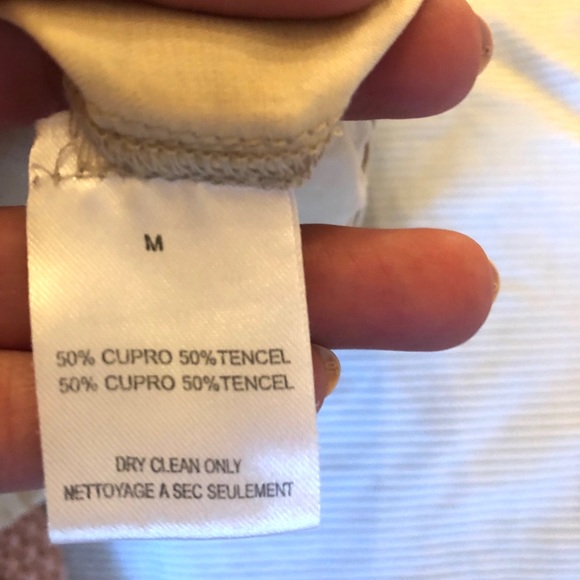 M
50% CUPRO 50%TENCEL
50% CUPRO 50%TENCEL
DRY CLEAN ONLY
NETTOYAGE A SEC SEULEMENT